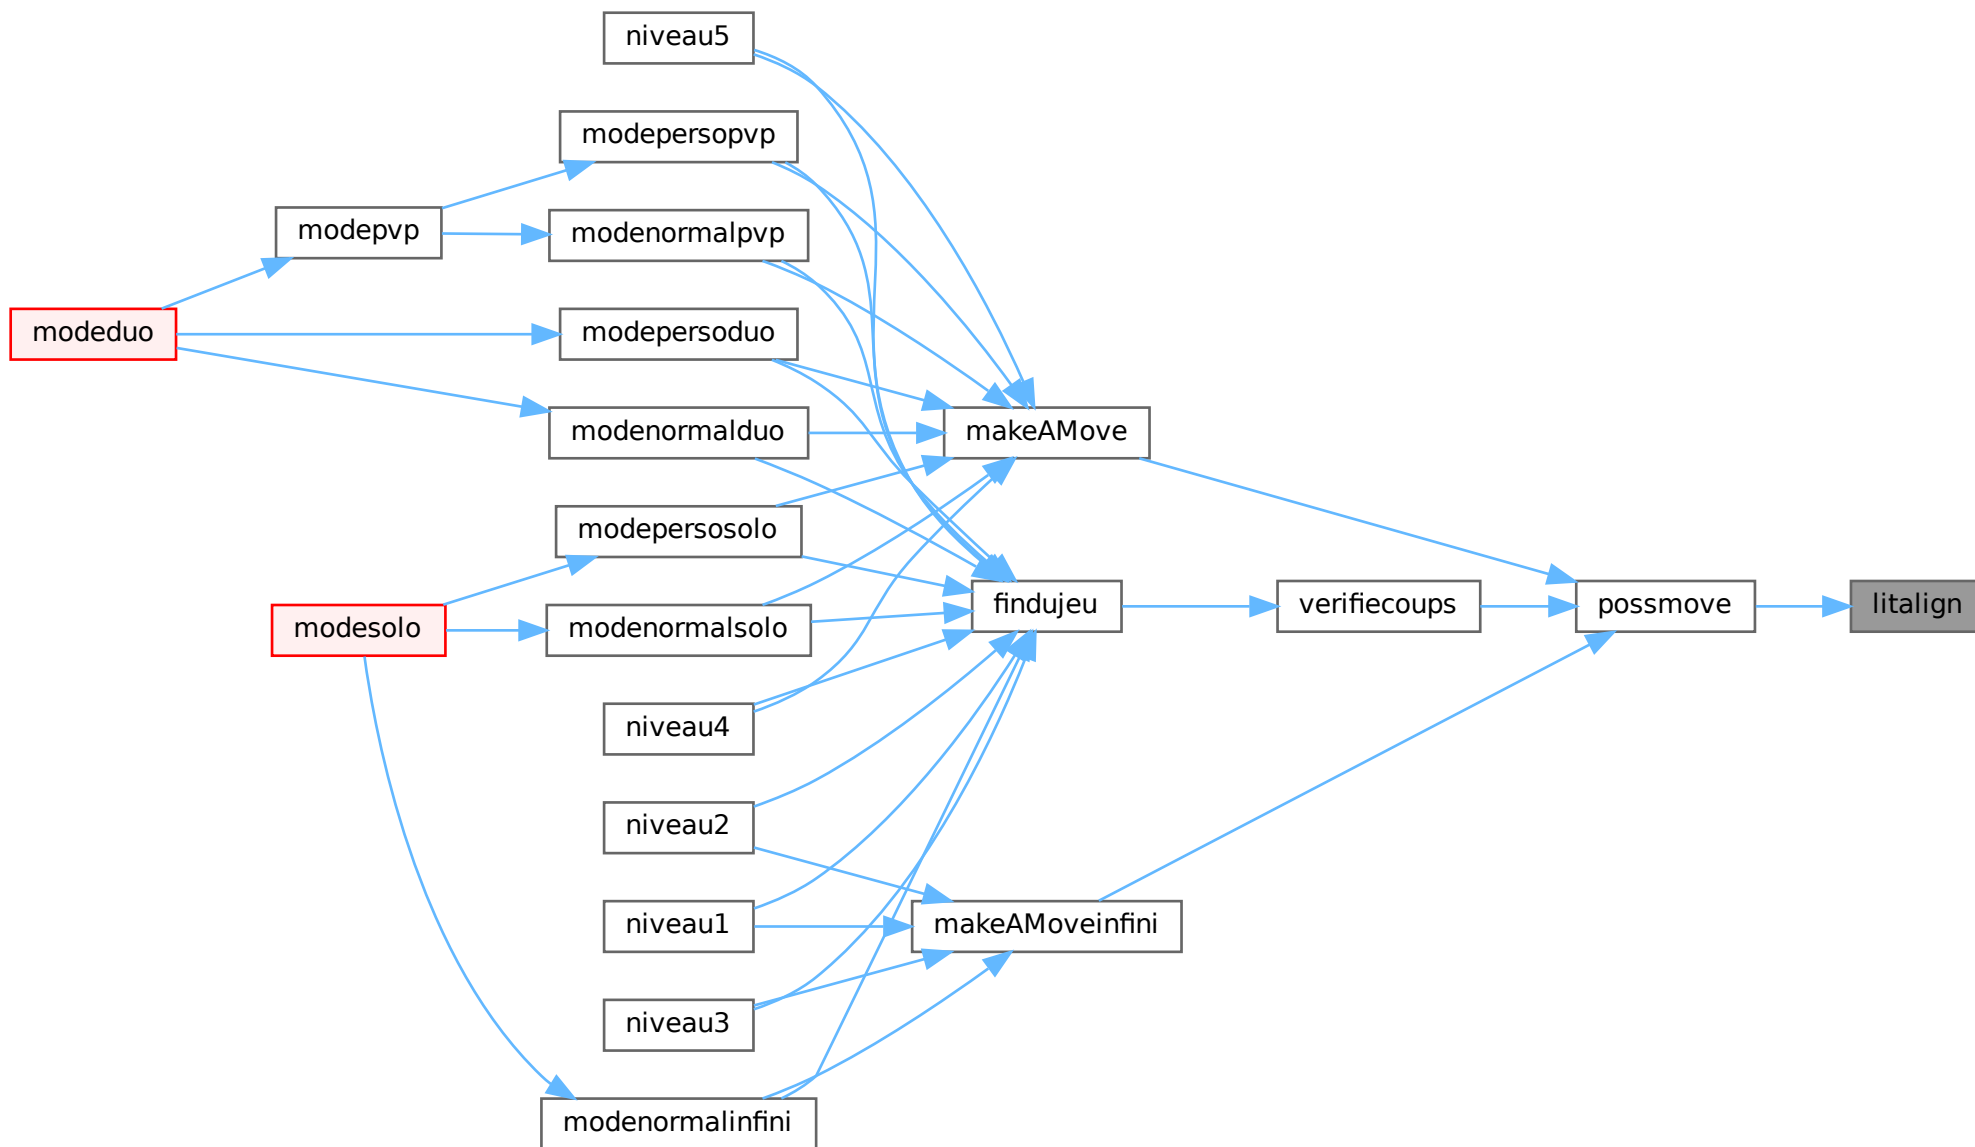 niveau5
modepersopvp
modepvp
modenormalpvp
modeduo
modepersoduo
modenormalduo
makeAMove
modepersosolo
findujeu
verifiecoups
possmove
litalign
modesolo
modenormalsolo
niveau4
niveau2
niveau1
makeAMoveinfini
niveau3
modenormalinfini